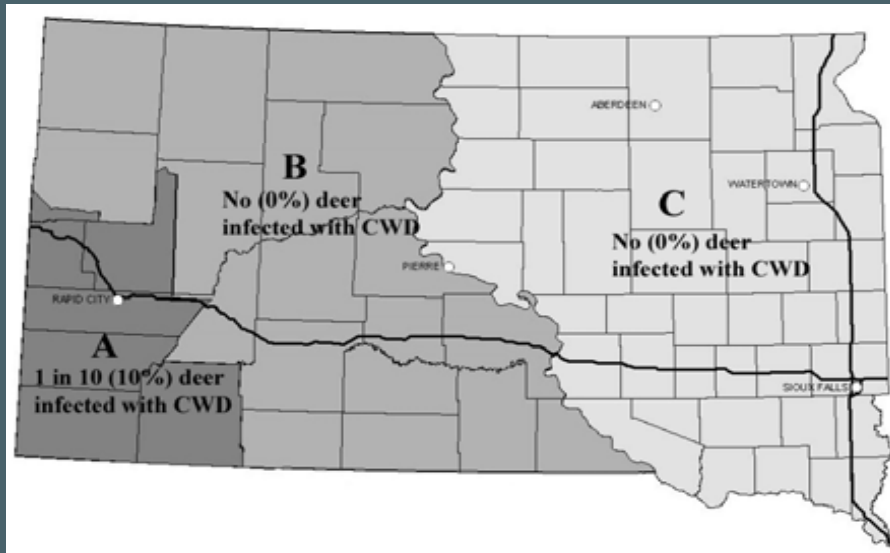 ABERDEEN
B
No (0%) deer
infected with CWD
WATERTOWN
C
No (0%) deer
infected with CWD
PIERRE
RAPID CITY
A
1 in 10 (10%) deer
infected with CWD
SIOUX FALLS